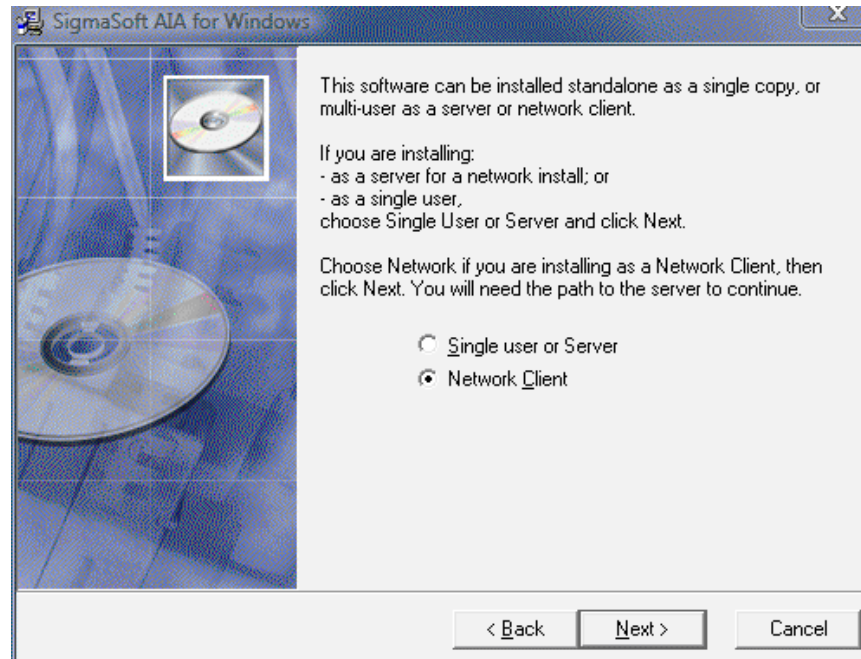 SigmaSoft AIA for Windows
This software can be installed standalone as a single copy, or
multi-user as a server or network client.
If you are installing:
- as a server for a network install; or
- as a single user,
choose Single User or Server and click Next.
Choose Network if you are installing as a Network Client, then
click Next. You will need the path to the server to continue.
Single user or Server
Network Client
< Back
Next >
Cancel